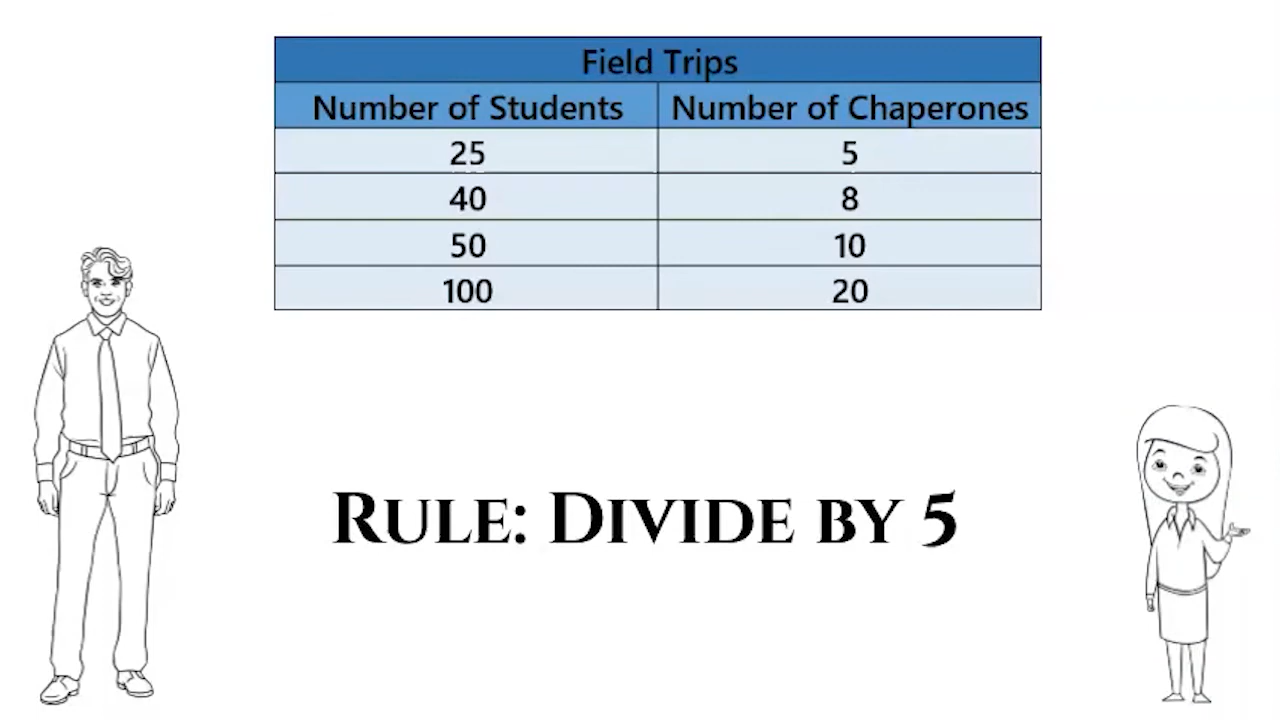 Field Trips
Number of Students Number of Chaperones
25 5
40 8
50 10
100 20
Rule: Divide by 5